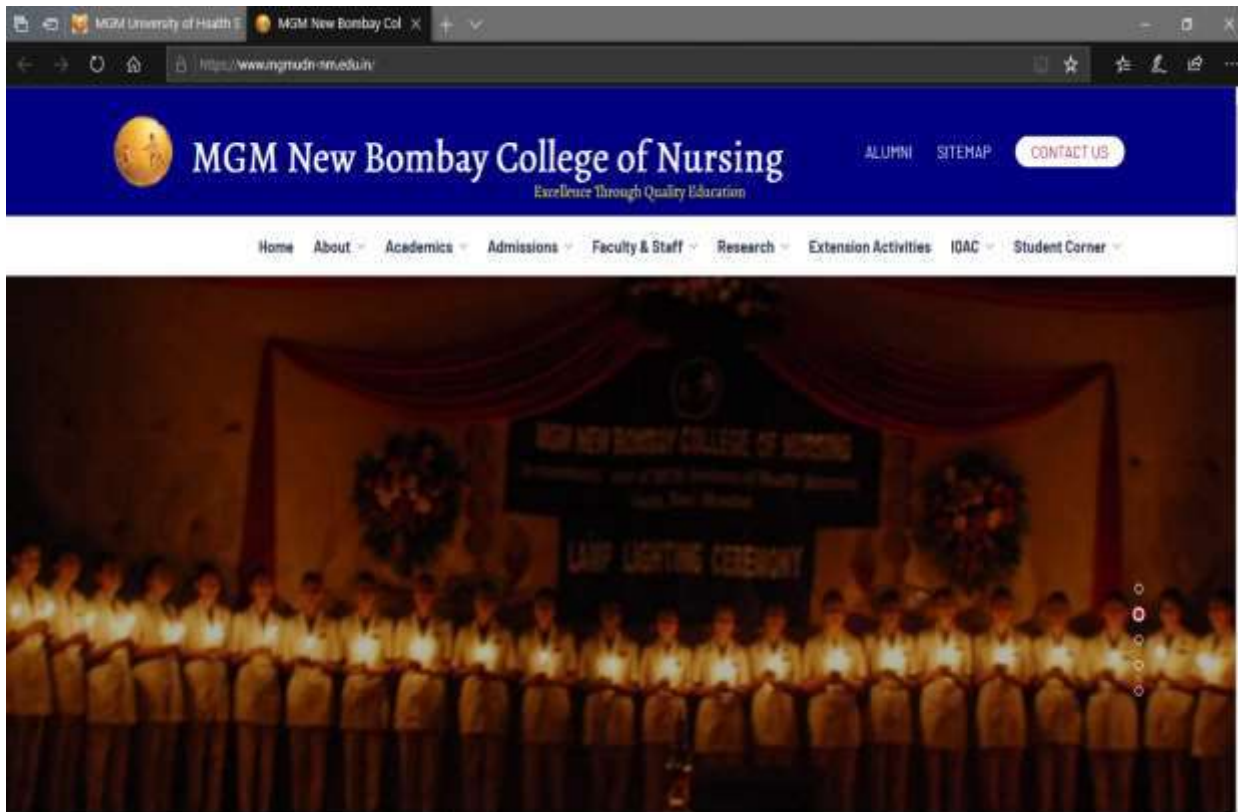 MGM University of Health S
MGM New Bombay Col
https://www.mgmudn-nm.edu.in/
MGM New Bombay College of Nursing
Excellence Through Quality Education
ALUMNI
SITEMAP
CONTACT US
Home About Academics Admissions Faculty & Staff Research Extension Activities IQAC Student Corner
MGM NEW BOMBAY COLLEGE OF NURSING
LAMP LIGHTING CEREMONY